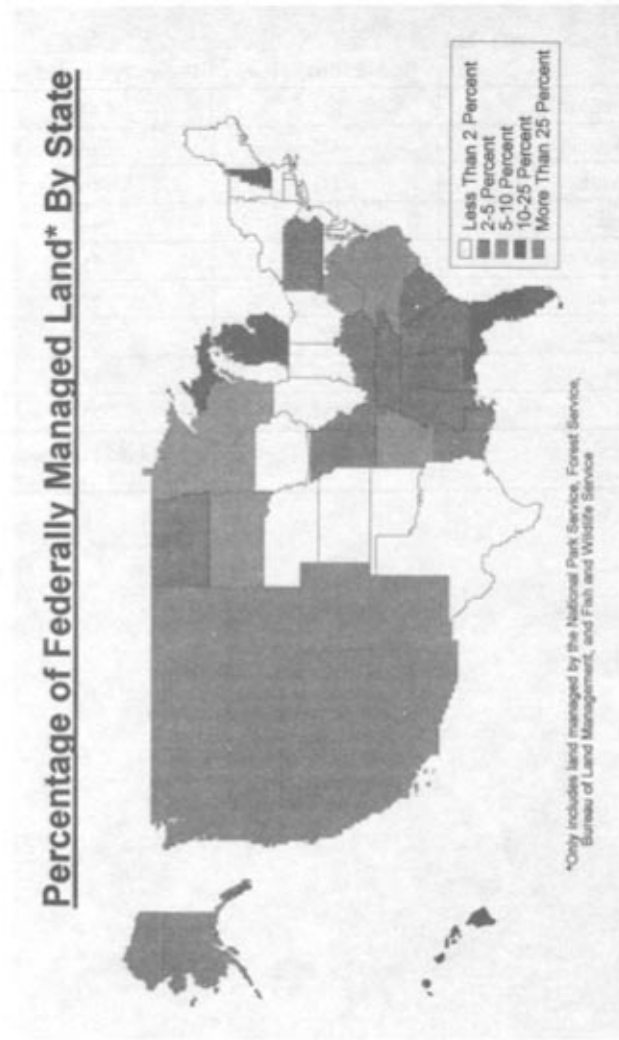 Percentage of Federally Managed Land* By State
Less Than 2 Percent
2-5 Percent
5-10 Percent
10-25 Percent
More Than 25 Percent
*Only includes land managed by the National Park Service, Forest Service,
Bureau of Land Management, and Fish and Wildlife Service